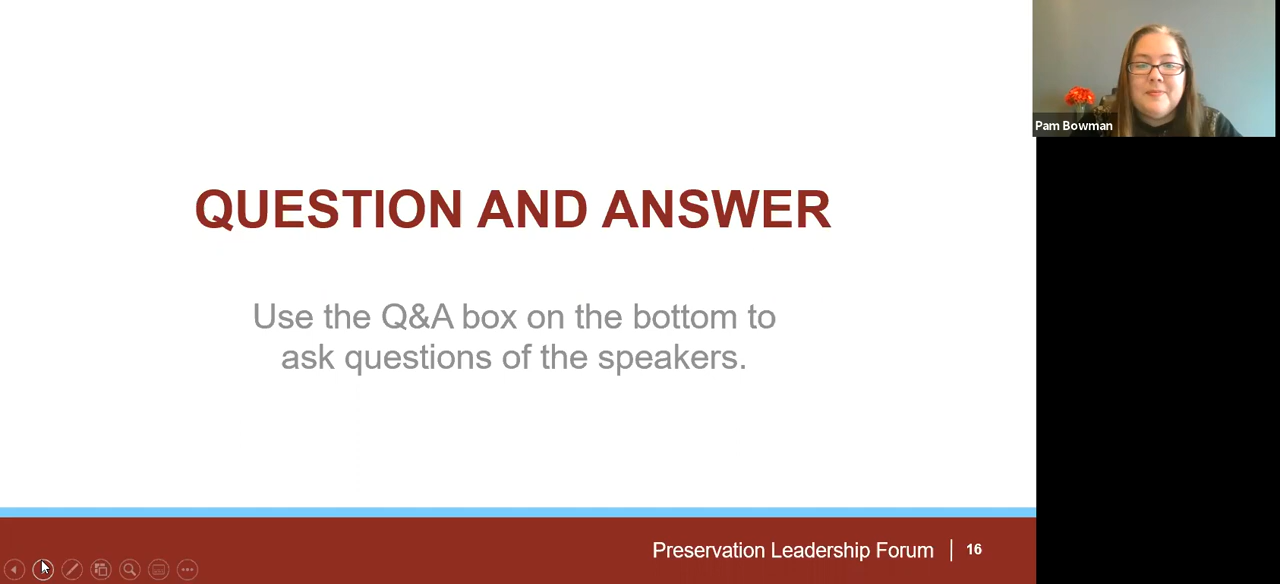 QUESTION AND ANSWER
Use the Q&A box on the bottom to
ask questions of the speakers.
Pam Bowman
Preservation Leadership Forum | 16